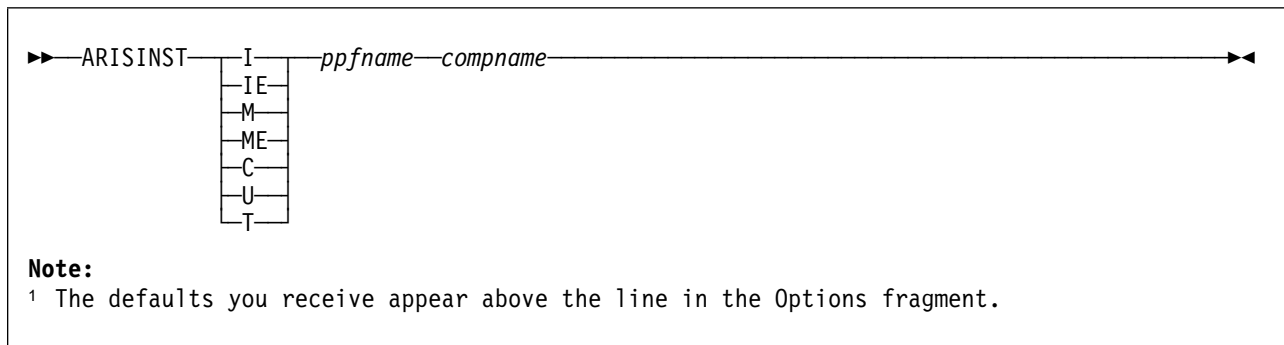 ►►──ARISINST──┬─I──┬──ppfname──compname──►◄
├─IE─┤
├─M──┤
├─ME─┤
├─C──┤
├─U──┤
└─T──┘
Note:
1 The defaults you receive appear above the line in the Options fragment.